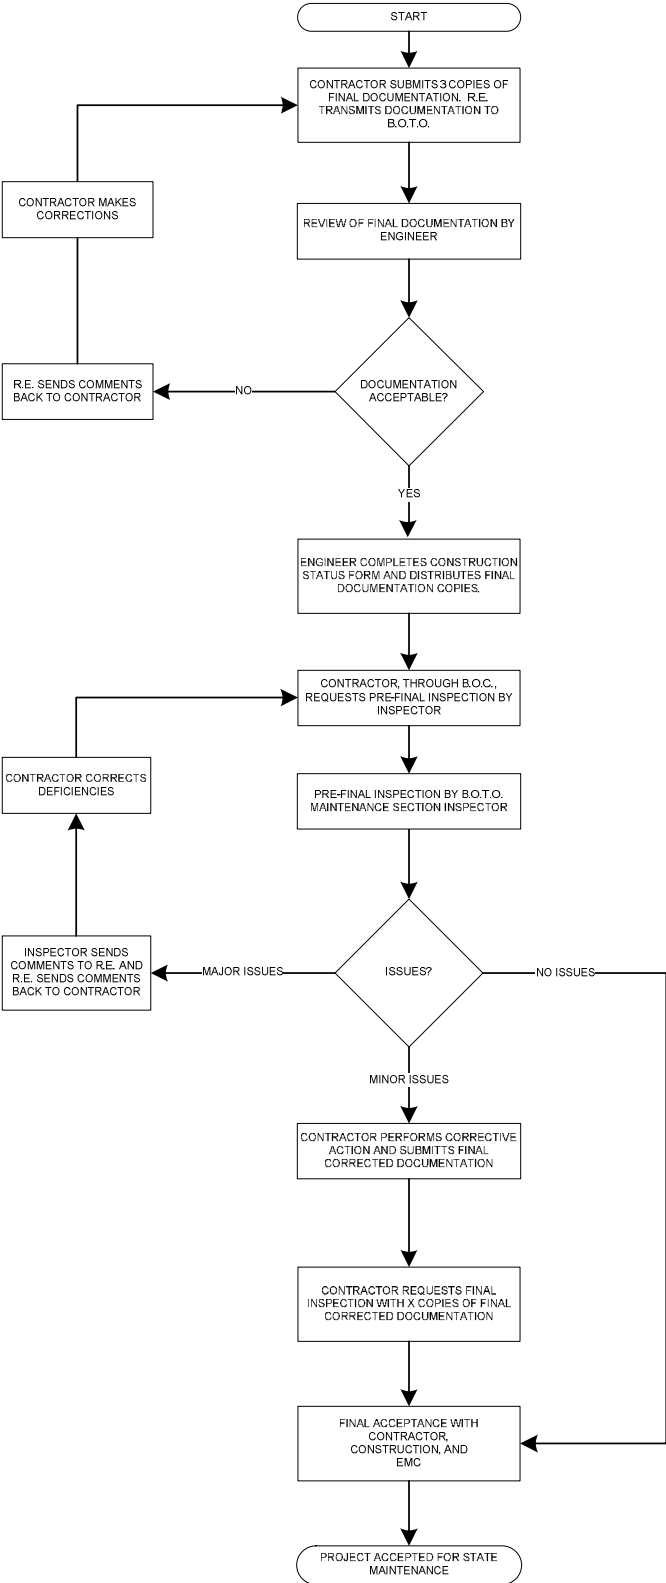 START
CONTRACTOR SUBMITS 3 COPIES OF
FINAL DOCUMENTATION. R.E.
TRANSMITS DOCUMENTATION TO
B.O.T.O.
CONTRACTOR MAKES
CORRECTIONS
REVIEW OF FINAL DOCUMENTATION BY
ENGINEER
R.E. SENDS COMMENTS
BACK TO CONTRACTOR
NO
DOCUMENTATION
ACCEPTABLE?
YES
ENGINEER COMPLETES CONSTRUCTION
STATUS FORM AND DISTRIBUTES FINAL
DOCUMENTATION COPIES.
CONTRACTOR, THROUGH B.O.C.,
REQUESTS PRE-FINAL INSPECTION BY
INSPECTOR
CONTRACTOR CORRECTS
DEFICIENCIES
PRE-FINAL INSPECTION BY B.O.T.O.
MAINTENANCE SECTION INSPECTOR
INSPECTOR SENDS
COMMENTS TO R.E. AND
R.E. SENDS COMMENTS
BACK TO CONTRACTOR
MAJOR ISSUES
ISSUES?
NO ISSUES
MINOR ISSUES
CONTRACTOR PERFORMS CORRECTIVE
ACTION AND SUBMITTS FINAL
CORRECTED DOCUMENTATION
CONTRACTOR REQUESTS FINAL
INSPECTION WITH X COPIES OF FINAL
CORRECTED DOCUMENTATION
FINAL ACCEPTANCE WITH
CONTRACTOR,
CONSTRUCTION, AND
EMC
PROJECT ACCEPTED FOR STATE
MAINTENANCE